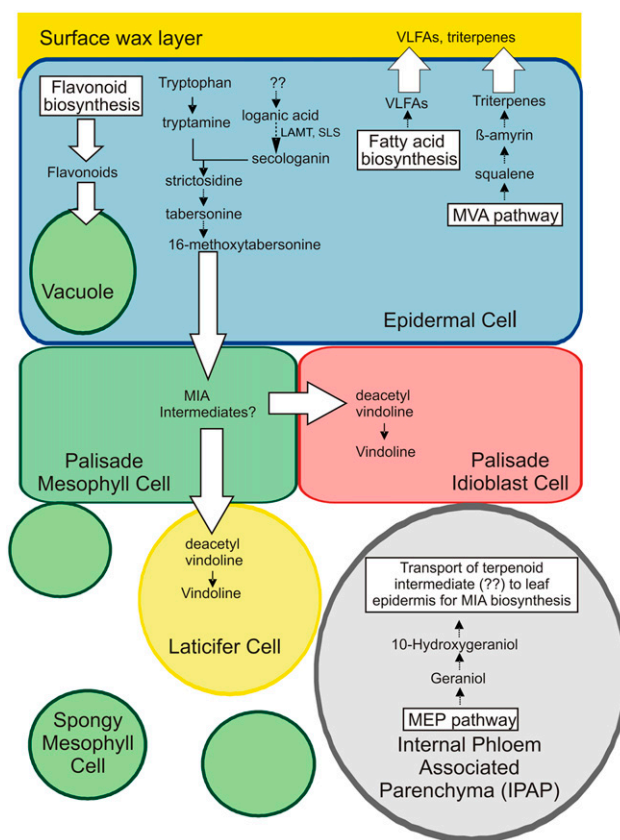 Surface wax layer
VLFAs, triterpenes
Flavonoid
biosynthesis
Flavonoids
Vacuole
Tryptophan
tryptamine
??
loganic acid
LAMT, SLS
secologanin
strictosidine
tabersonine
16-methoxytabersonine
VLFAs
Fatty acid
biosynthesis
Triterpenes
ß-amyrin
squalene
MVA pathway
Epidermal Cell
MIA
Intermediates?
Palisade
Mesophyll Cell
deacetyl
vindoline
Vindoline
Palisade
Idioblast Cell
deacetyl
vindoline
Vindoline
Laticifer Cell
Transport of terpenoid
intermediate (??) to leaf
epidermis for MIA biosynthesis
10-Hydroxygeraniol
Geraniol
MEP pathway
Internal Phloem
Associated
Parenchyma (IPAP)
Spongy
Mesophyll
Cell